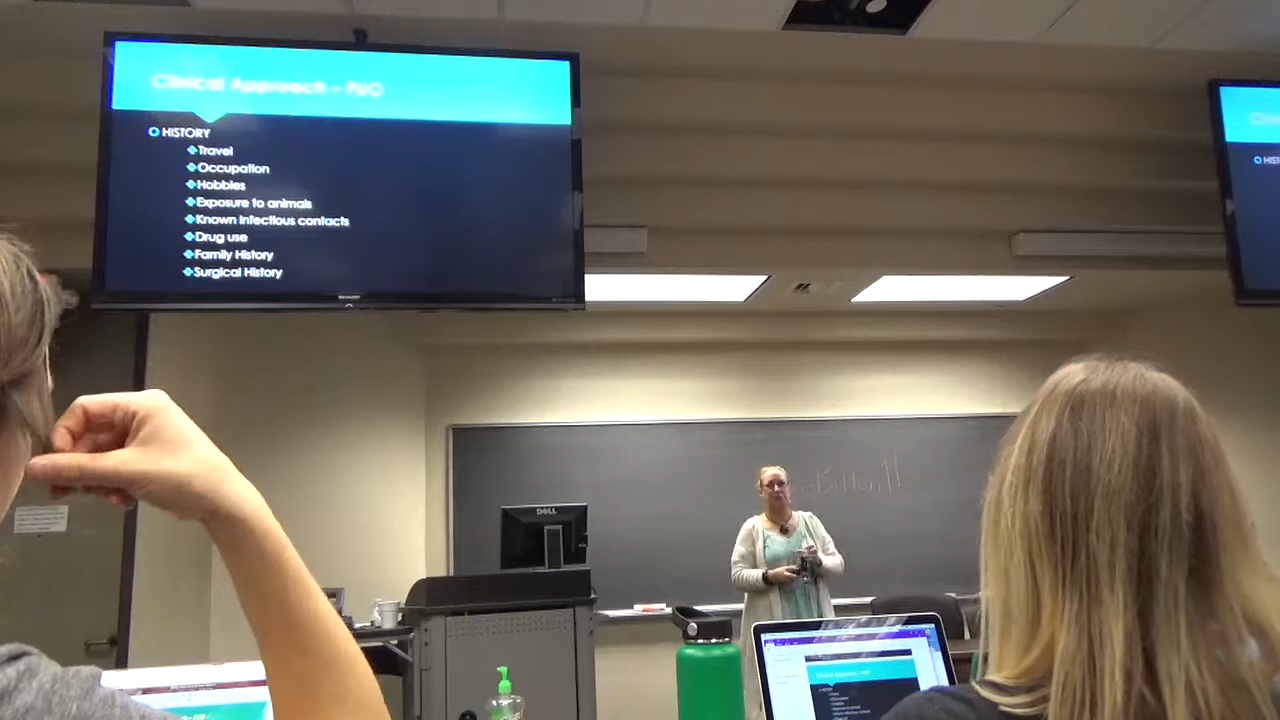 Clinical Approach - FUO
HISTORY
Travel
Occupation
Hobbies
Exposure to animals
Known infectious contacts
Drug use
Family History
Surgical History
SHARP
DELL